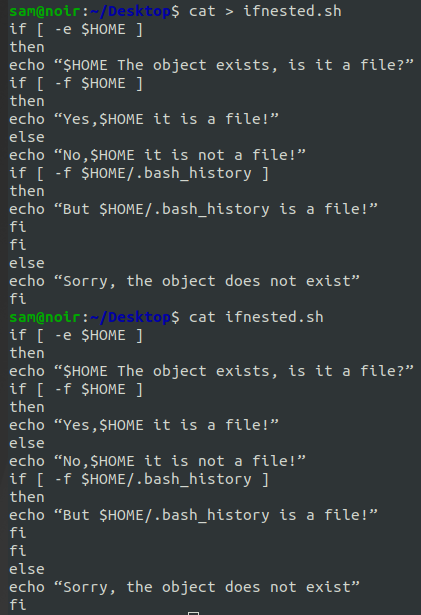 sam@noir:~/Desktop$ cat > ifnested.sh
if [ -e $HOME ]
then
echo “$HOME The object exists, is it a file?”
if [ -f $HOME ]
then
echo “Yes,$HOME it is a file!”
else
echo “No,$HOME it is not a file!”
if [ -f $HOME/.bash_history ]
then
echo “But $HOME/.bash_history is a file!”
fi
fi
else
echo “Sorry, the object does not exist”
fi
sam@noir:~/Desktop$ cat ifnested.sh
if [ -e $HOME ]
then
echo “$HOME The object exists, is it a file?”
if [ -f $HOME ]
then
echo “Yes,$HOME it is a file!”
else
echo “No,$HOME it is not a file!”
if [ -f $HOME/.bash_history ]
then
echo “But $HOME/.bash_history is a file!”
fi
fi
else
echo “Sorry, the object does not exist”
fi